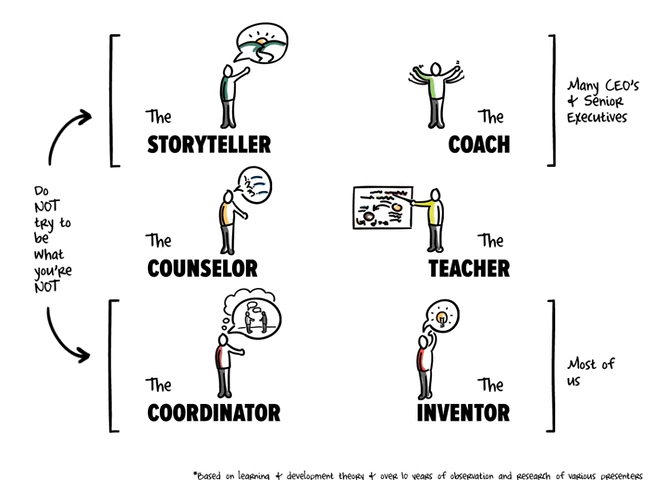 The
STORYTELLER
The
COACH
Many CEO's
& Senior
Executives
Do
NOT
try to
be
what
you're
NOT
The
COUNSELOR
The
TEACHER
The
COORDINATOR
The
INVENTOR
Most of
us
*Based on learning & development theory & over 10 years of observation and research of various presenters